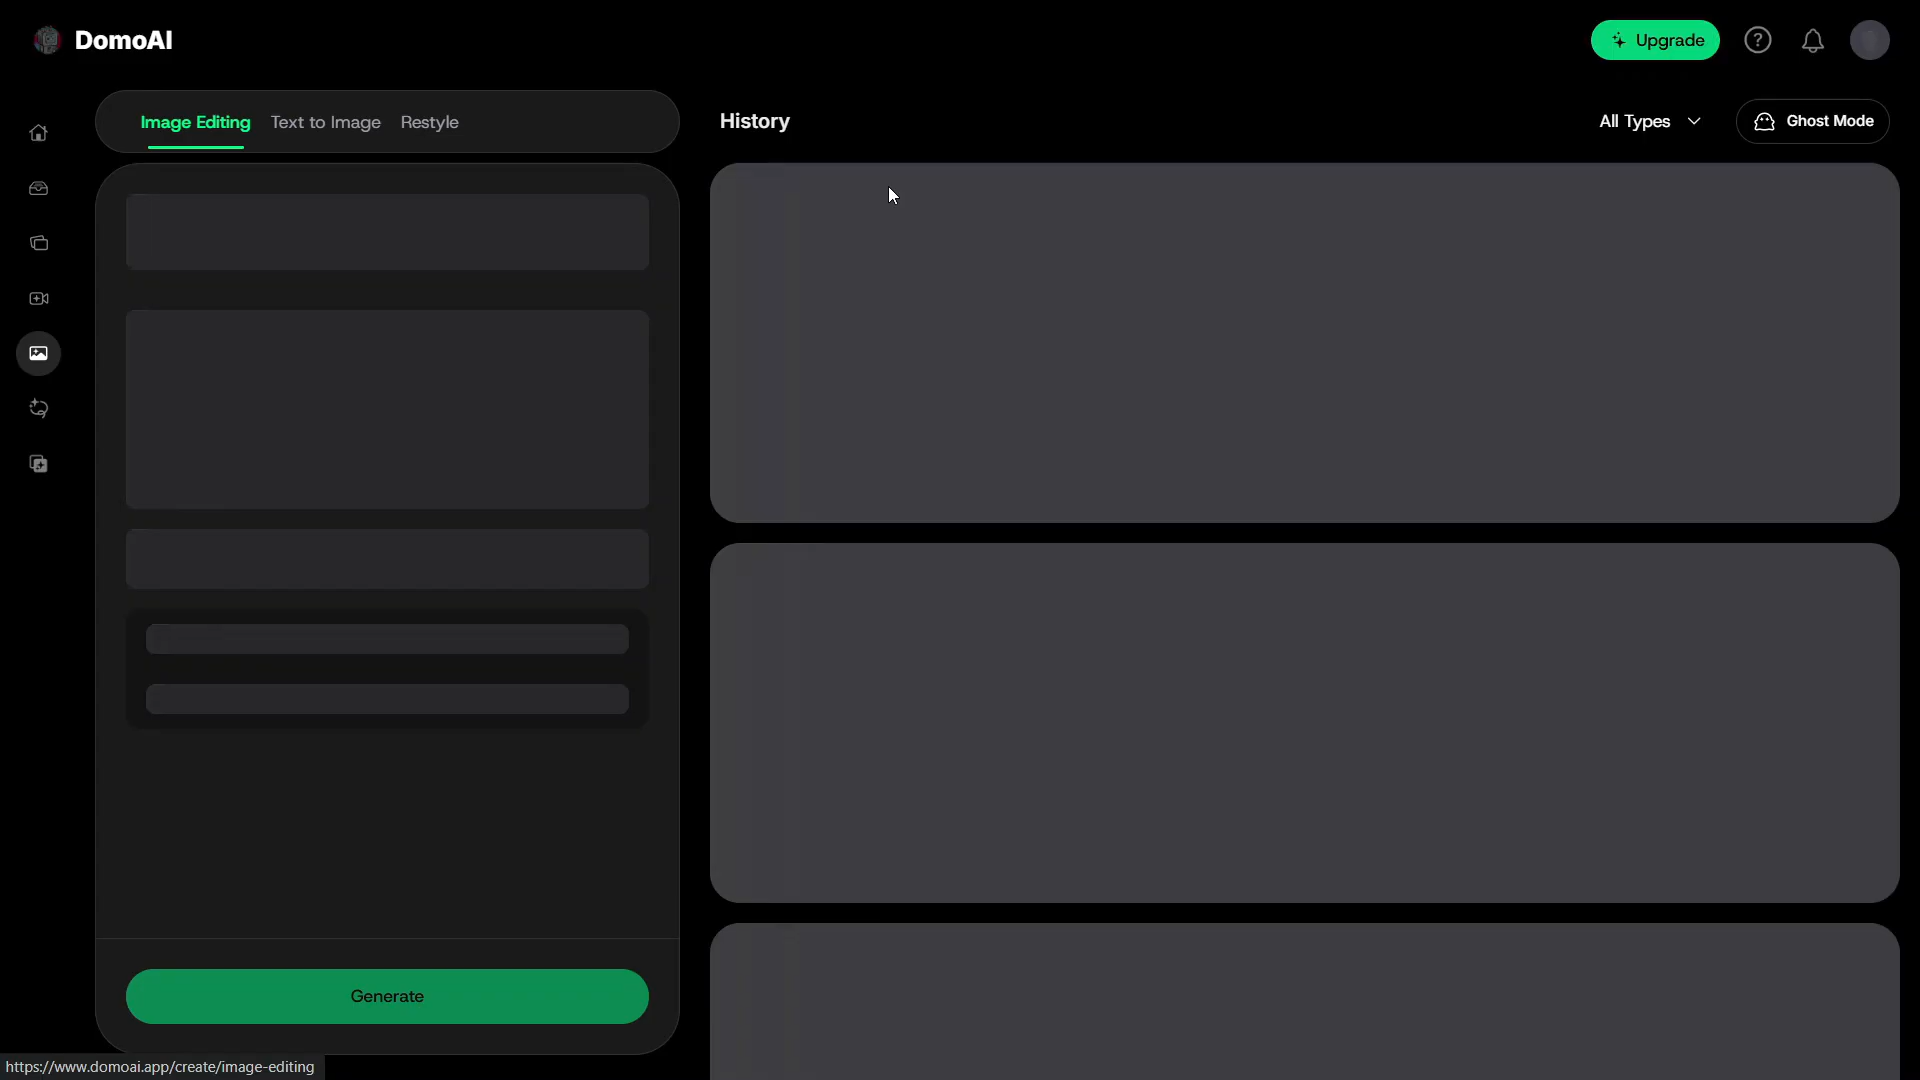 DomoAI
Upgrade
Image Editing Text to Image Restyle
History
All Types
Ghost Mode
Generate
https://www.domoai.app/create/image-editing